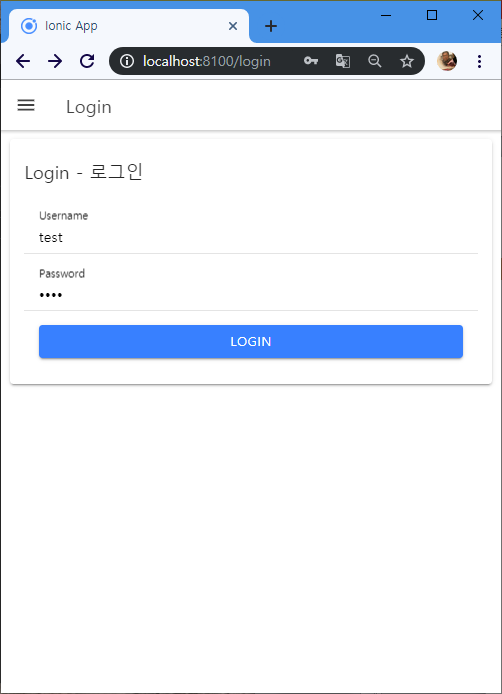 Ionic App
localhost:8100/login
Login
Login - 로그인
Username
test
Password
••••
LOGIN